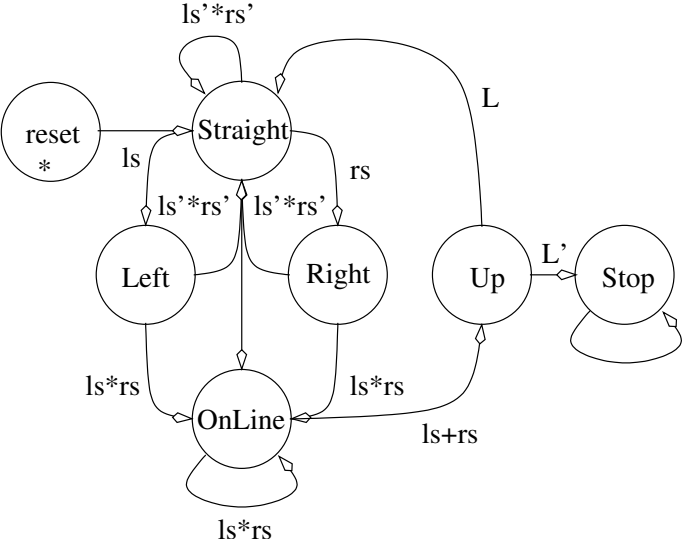 ls'*rs'
L
reset
*
Straight
ls
rs
ls'*rs'
ls'*rs'
L'
Left
Right
Up
Stop
ls*rs
ls*rs
OnLine
ls+rs
ls*rs